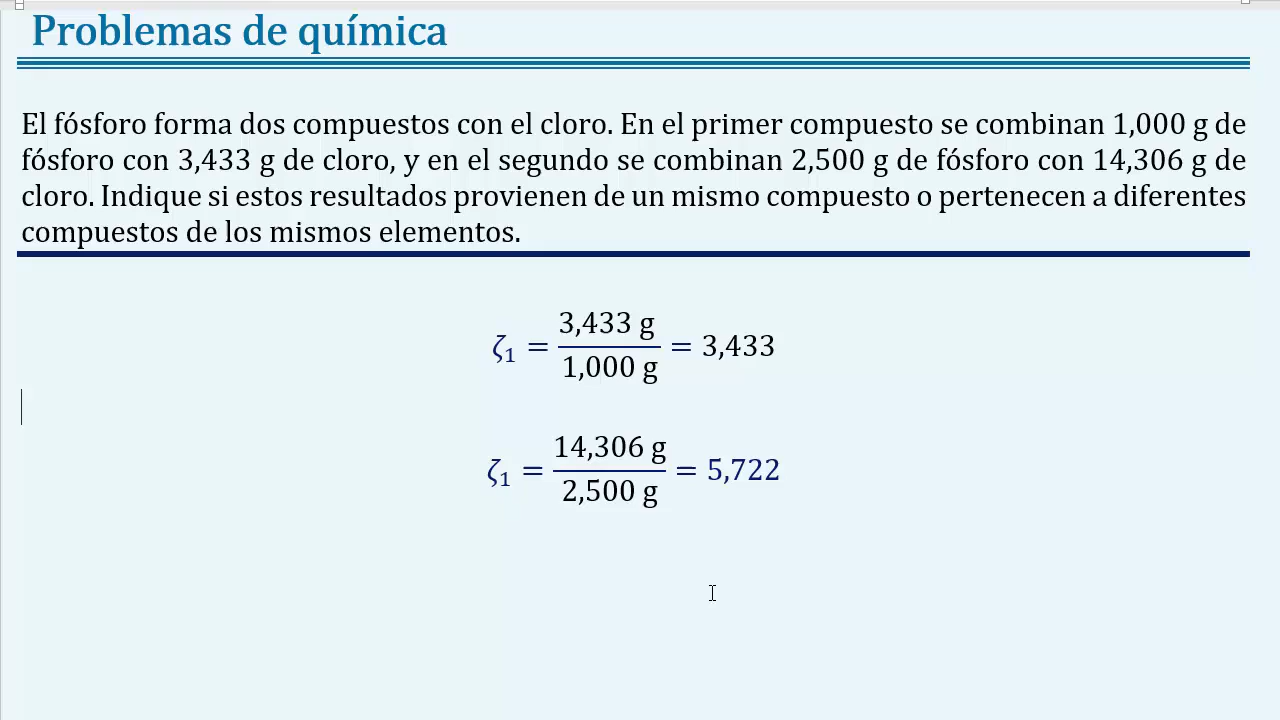 Problemas de química
El fósforo forma dos compuestos con el cloro. En el primer compuesto se combinan 1,000 g de
fósforo con 3,433 g de cloro, y en el segundo se combinan 2,500 g de fósforo con 14,306 g de
cloro. Indique si estos resultados provienen de un mismo compuesto o pertenecen a diferentes
compuestos de los mismos elementos.
ζ₁ = 3,433 g / 1,000 g = 3,433
ζ₁ = 14,306 g / 2,500 g = 5,722